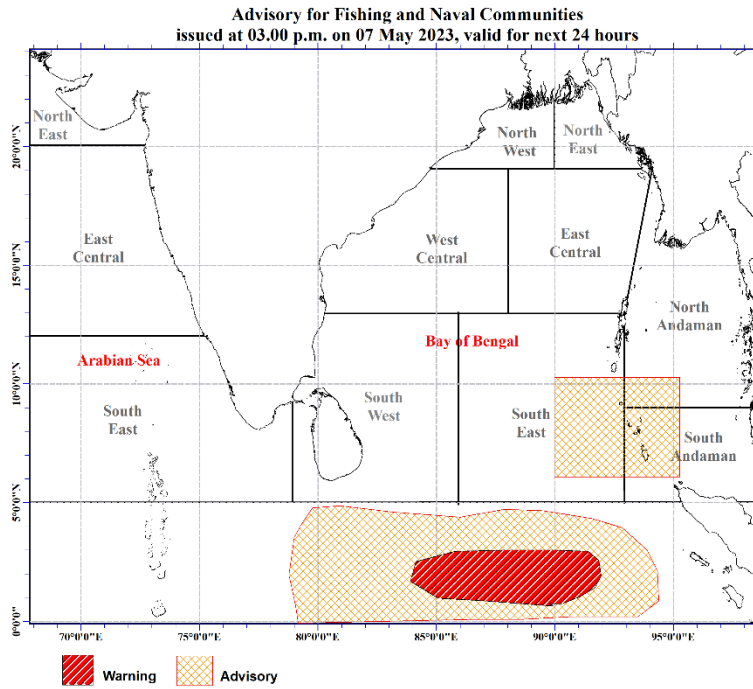 Advisory for Fishing and Naval Communities
issued at 03.00 p.m. on 07 May 2023, valid for next 24 hours
North
East
North
West
North
East
East
Central
West
Central
East
Central
North
Andaman
Arabian Sea
Bay of Bengal
South
East
South
West
South
East
South
Andaman
20°0'0"N
15°0'0"N
10°0'0"N
5°0'0"N
0°0'0"
70°0'0"E
75°0'0"E
80°0'0"E
85°0'0"E
90°0'0"E
95°0'0"E
Warning
Advisory